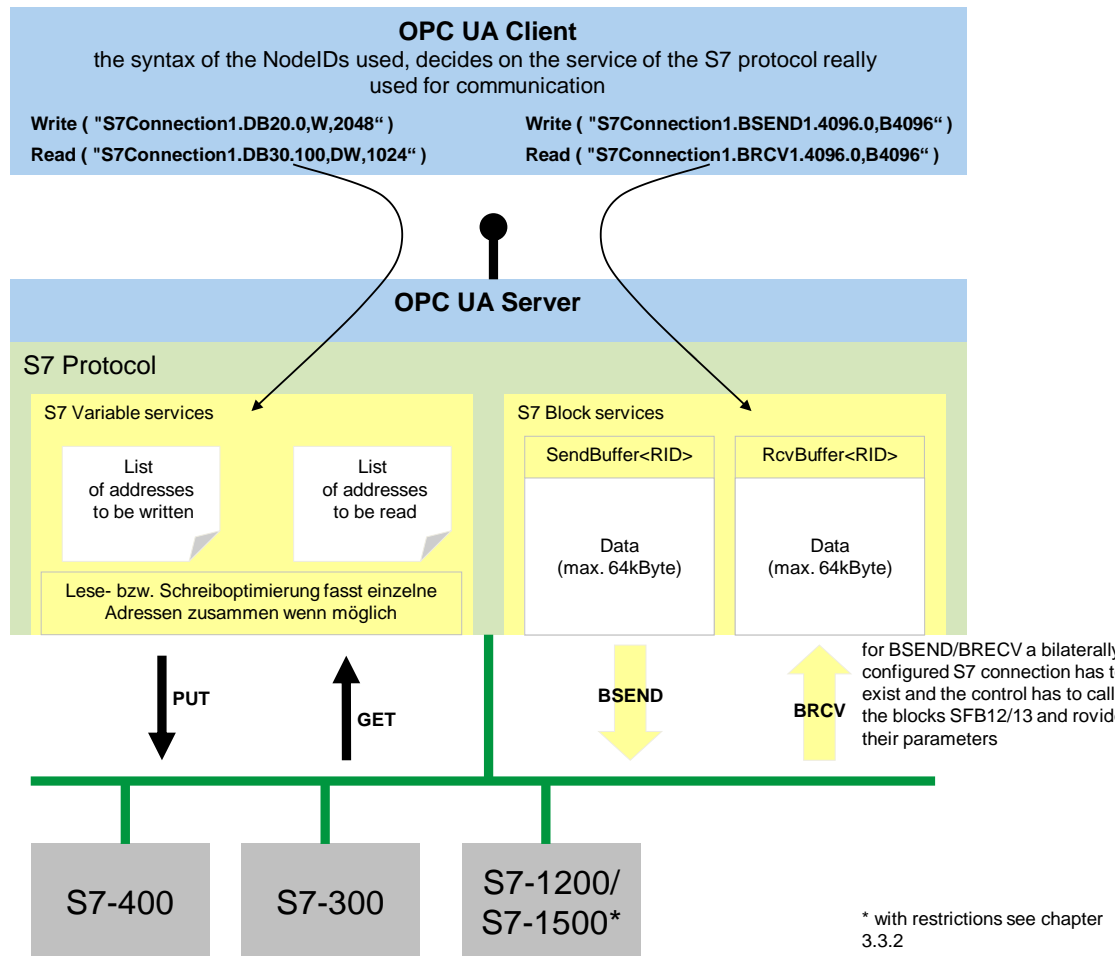 OPC UA Client
the syntax of the NodeIDs used, decides on the service of the S7 protocol really
used for communication
Write ( "S7Connection1.DB20.0,W,2048“ )
Read ( "S7Connection1.DB30.100,DW,1024“ )
Write ( "S7Connection1.BSEND1.4096.0,B4096“ )
Read ( "S7Connection1.BRCV1.4096.0,B4096“ )
OPC UA Server
S7 Protocol
S7 Variable services
List
of addresses
to be written
List
of addresses
to be read
Lese- bzw. Schreiboptimierung fasst einzelne
Adressen zusammen wenn möglich
S7 Block services
SendBuffer<RID>
Data
(max. 64kByte)
RcvBuffer<RID>
Data
(max. 64kByte)
PUT
GET
BSEND
BRCV
for BSEND/BRECV a bilaterally
configured S7 connection has
exist and the control has to call
the blocks SFB12/13 and
their parameters
S7-400
S7-300
S7-1200/
S7-1500*
* with restrictions see chapter
3.3.2